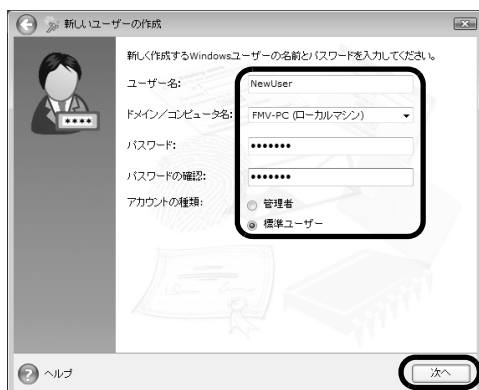 新しいユーザーの作成
新しく作成するWindowsユーザーの名前とパスワードを入力してください。
ユーザー名: NewUser
ドメイン/コンピュータ名: FMV-PC (ローカルマシン)
パスワード: •••••••
パスワードの確認: •••••••
アカウントの種類: 管理者
標準ユーザー
****
? ヘルプ 次へ